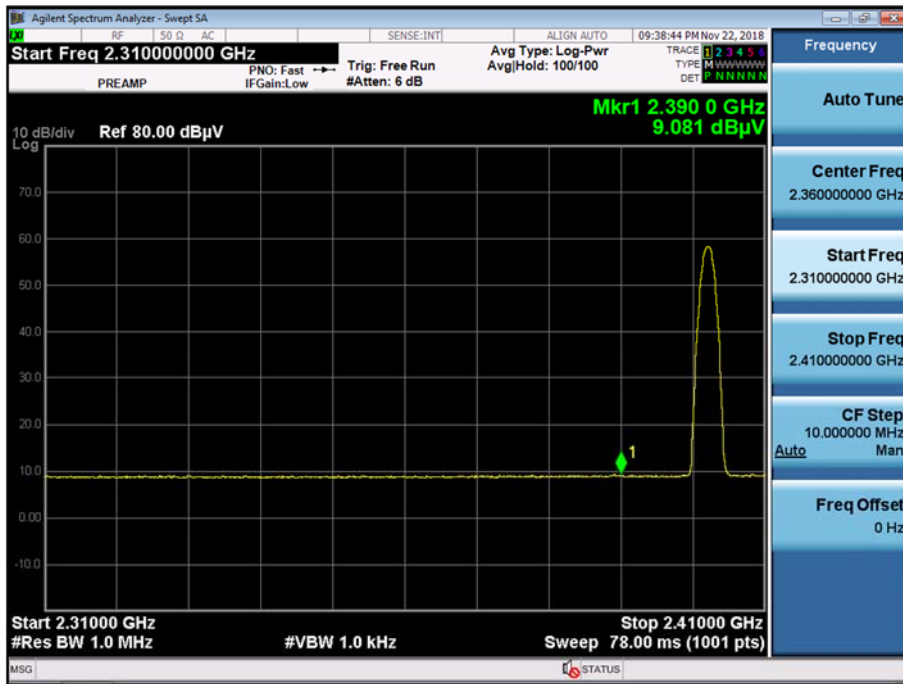 Agilent Spectrum Analyzer - Swept SA
LXI RF 50 Ω AC SENSE:INT ALIGN AUTO 09:38:44 PM Nov 22, 2018
Start Freq 2.310000000 GHz
PREAMP
PNO: Fast
IFGain:Low
Trig: Free Run
#Atten: 6 dB
Avg Type: Log-Pwr
Avg|Hold: 100/100
TRACE 1 2 3 4 5 6
TYPE M W W W W W
DET P N N N N N
Mkr1 2.390 0 GHz
9.081 dBµV
10 dB/div Ref 80.00 dBµV
Log
70.0
60.0
50.0
40.0
30.0
20.0
10.0
0.00
-10.0
1
Start 2.31000 GHz Stop 2.41000 GHz
#Res BW 1.0 MHz #VBW 1.0 kHz Sweep 78.00 ms (1001 pts)
MSG STATUS
Frequency
Auto Tune
Center Freq
2.360000000 GHz
Start Freq
2.310000000 GHz
Stop Freq
2.410000000 GHz
CF Step
10.000000 MHz
Auto Man
Freq Offset
0 Hz